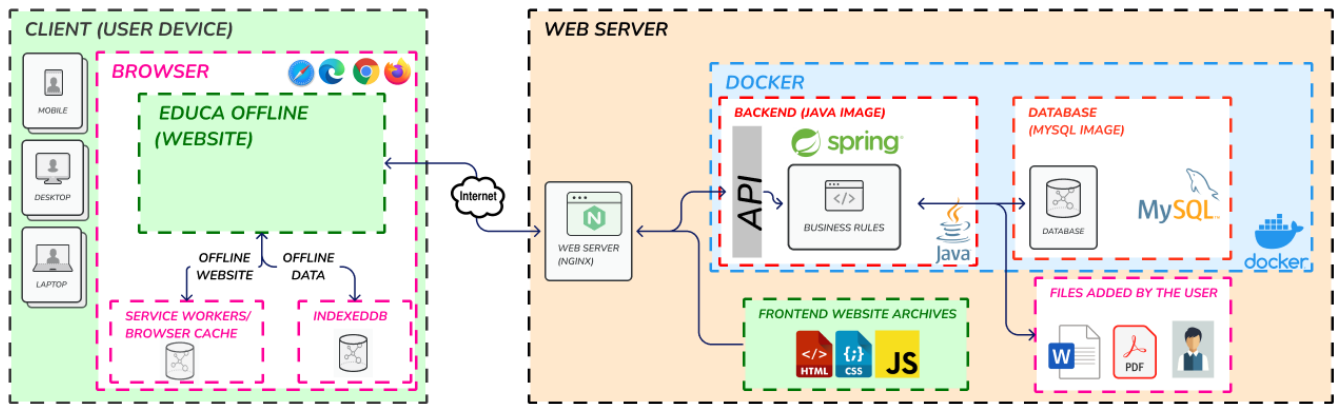 CLIENT (USER DEVICE)
MOBILE
DESKTOP
LAPTOP
BROWSER
EDUCA OFFLINE
(WEBSITE)
OFFLINE
WEBSITE
OFFLINE
DATA
SERVICE WORKERS/
BROWSER CACHE
INDEXEDDB
Internet
WEB SERVER
WEB SERVER
(NGINX)
DOCKER
BACKEND (JAVA IMAGE)
spring
API
</>
BUSINESS RULES
Java
DATABASE
(MYSQL IMAGE)
DATABASE
MySQL
docker
FRONTEND WEBSITE ARCHIVES
</>
HTML
{;}
CSS
JS
FILES ADDED BY THE USER
W
PDF